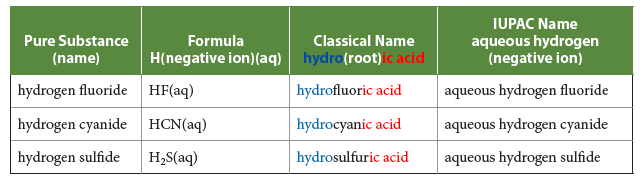 Pure Substance
(name)
Formula
H(negative ion)(aq)
Classical Name
hydro(root)ic acid
IUPAC Name
aqueous hydrogen
(negative ion)
hydrogen fluoride HF(aq) hydrofluoric acid aqueous hydrogen fluoride
hydrogen cyanide HCN(aq) hydrocyanic acid aqueous hydrogen cyanide
hydrogen sulfide H₂S(aq) hydrosulfuric acid aqueous hydrogen sulfide